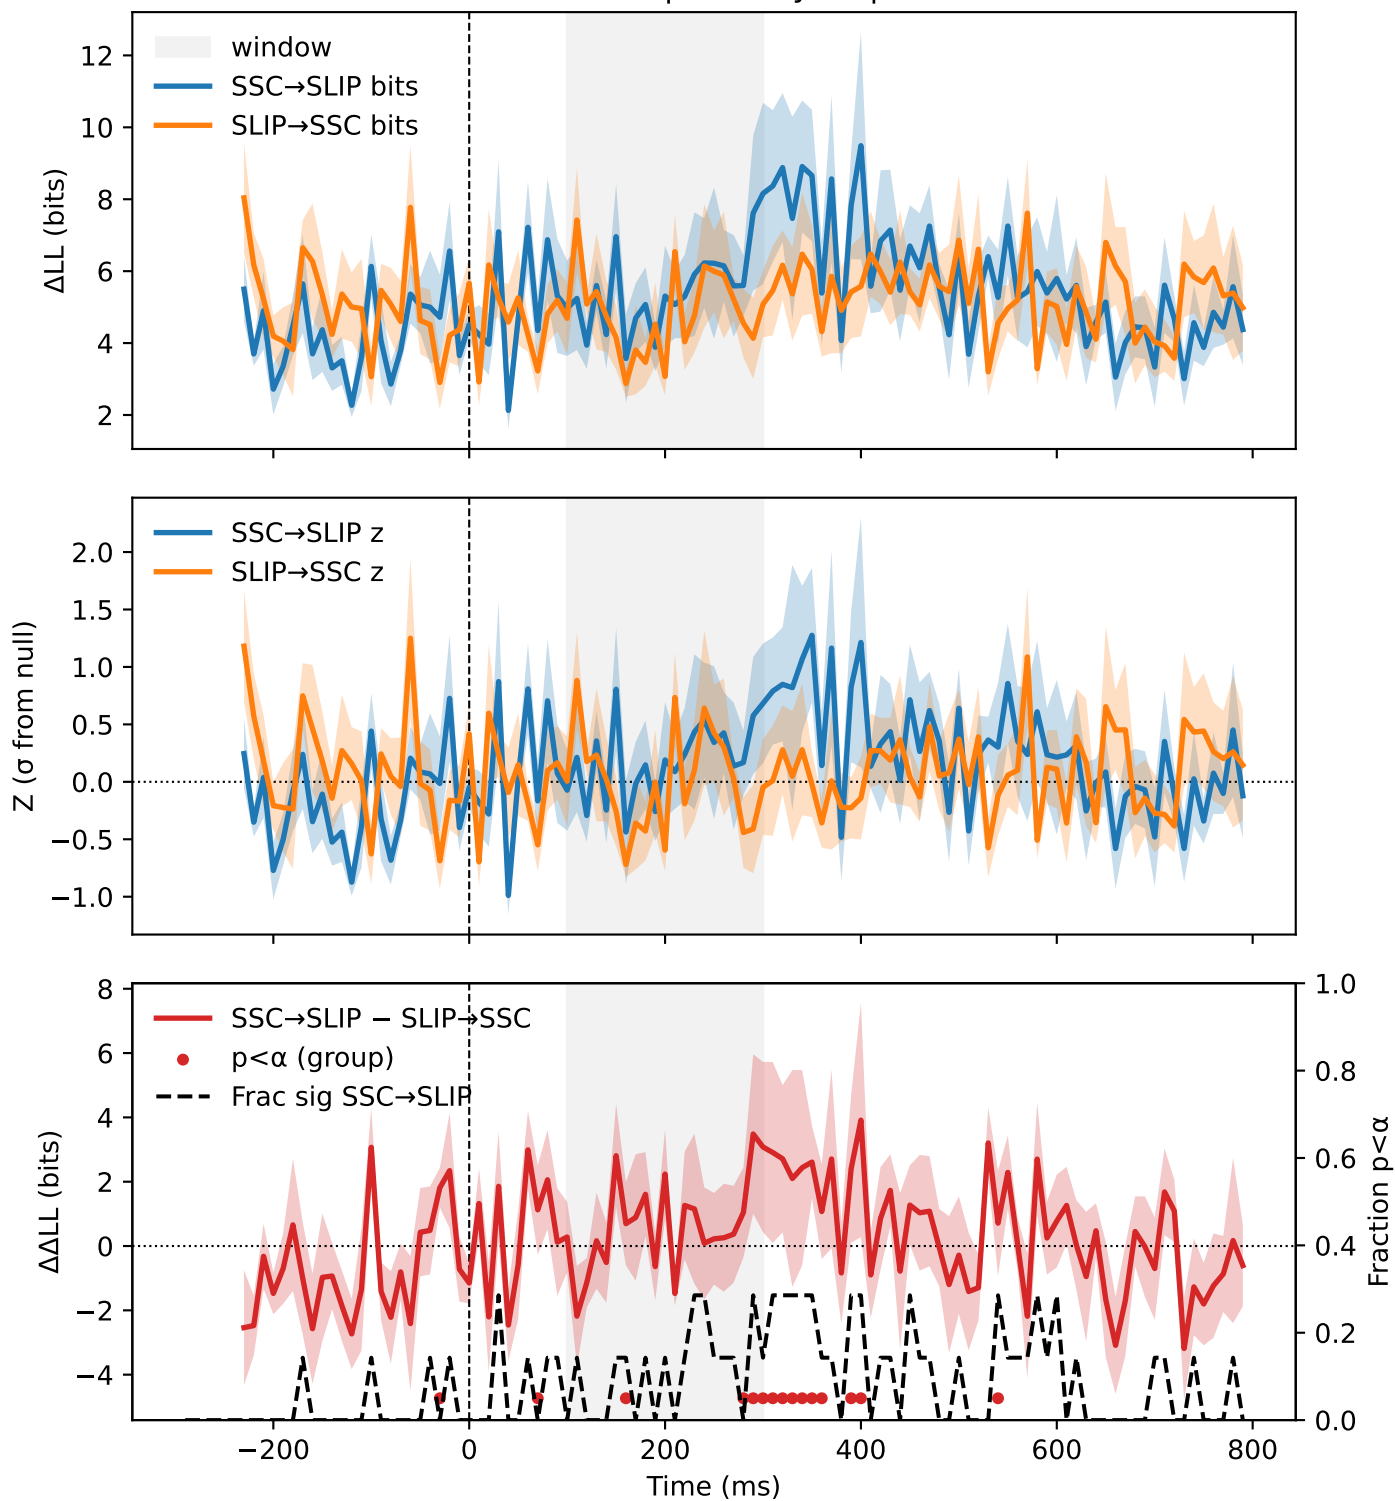 12
10
8
6
4
2
ΔLL (bits)
window
SSC→SLIP bits
SLIP→SSC bits
2.0
1.5
1.0
0.5
0.0
−0.5
−1.0
Z (σ from null)
SSC→SLIP z
SLIP→SSC z
8
6
4
2
0
−2
−4
ΔΔLL (bits)
SSC→SLIP − SLIP→SSC
p<α (group)
Frac sig SSC→SLIP
1.0
0.8
0.6
0.4
0.2
0.0
Fraction p<α
−200
0
200
400
600
800
Time (ms)